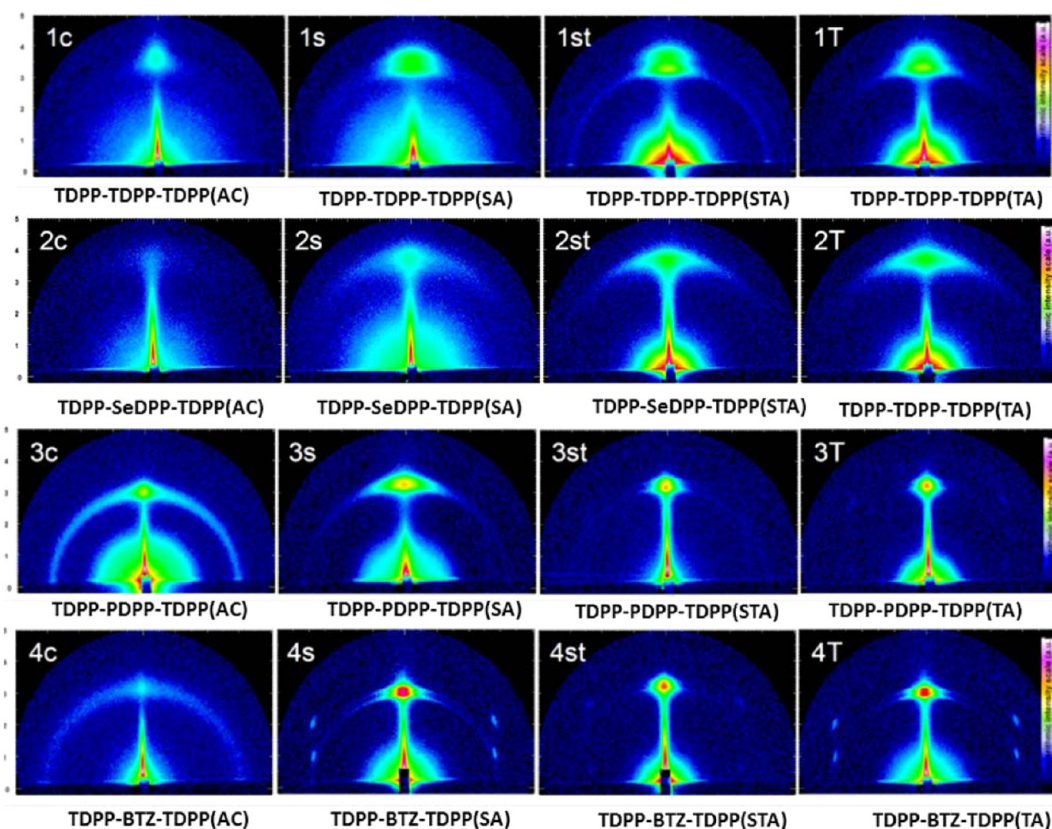 1c 1s 1st 1T
TDPP-TDPP-TDPP(AC) TDPP-TDPP-TDPP(SA) TDPP-TDPP-TDPP(STA) TDPP-TDPP-TDPP(TA)
2c 2s 2st 2T
TDPP-SeDPP-TDPP(AC) TDPP-SeDPP-TDPP(SA) TDPP-SeDPP-TDPP(STA) TDPP-TDPP-TDPP(TA)
3c 3s 3st 3T
TDPP-PDPP-TDPP(AC) TDPP-PDPP-TDPP(SA) TDPP-PDPP-TDPP(STA) TDPP-PDPP-TDPP(TA)
4c 4s 4st 4T
TDPP-BTZ-TDPP(AC) TDPP-BTZ-TDPP(SA) TDPP-BTZ-TDPP(STA) TDPP-BTZ-TDPP(TA)